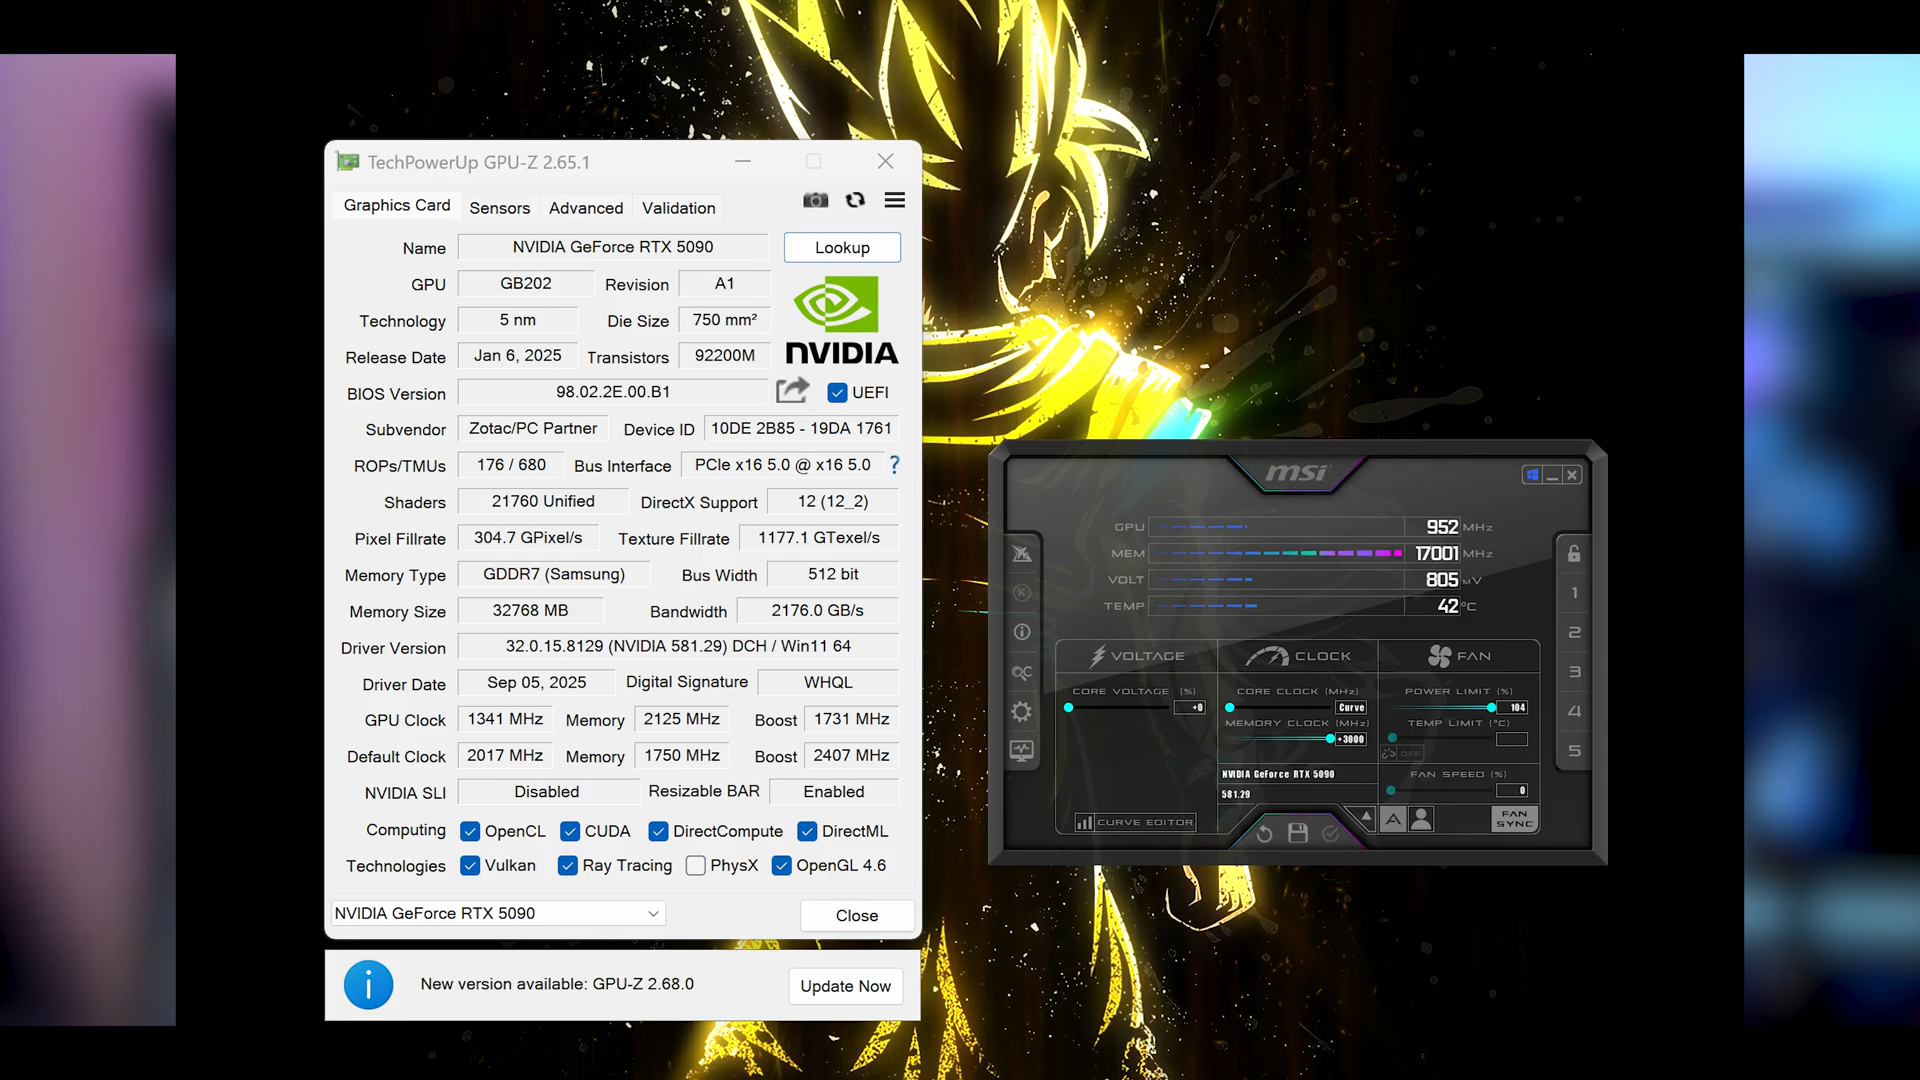 TechPowerUp GPU-Z 2.65.1
Graphics Card Sensors Advanced Validation
Name NVIDIA GeForce RTX 5090 Lookup
GPU GB202 Revision A1
Technology 5 nm Die Size 750 mm²
NVIDIA
Release Date Jan 6, 2025 Transistors 92200M
BIOS Version 98.02.2E.00.B1 UEFI
Subvendor Zotac/PC Partner Device ID 10DE 2B85 - 19DA 1761
ROPs/TMUs 176 / 680 Bus Interface PCIe x16 5.0 @ x16 5.0 ?
Shaders 21760 Unified DirectX Support 12 (12_2)
Pixel Fillrate 304.7 GPixel/s Texture Fillrate 1177.1 GTexel/s
Memory Type GDDR7 (Samsung) Bus Width 512 bit
Memory Size 32768 MB Bandwidth 2176.0 GB/s
Driver Version 32.0.15.8129 (NVIDIA 581.29) DCH / Win11 64
Driver Date Sep 05, 2025 Digital Signature WHQL
GPU Clock 1341 MHz Memory 2125 MHz Boost 1731 MHz
Default Clock 2017 MHz Memory 1750 MHz Boost 2407 MHz
NVIDIA SLI Disabled Resizable BAR Enabled
Computing OpenCL CUDA DirectCompute DirectML
Technologies Vulkan Ray Tracing PhysX OpenGL 4.6
NVIDIA GeForce RTX 5090 Close
New version available: GPU-Z 2.68.0 Update Now
msi
GPU 952 MHz
MEM 17001 MHz
VOLT 805 mV
TEMP 42 °C
K
OC
1
2
3
4
5
VOLTAGE CLOCK FAN
CORE VOLTAGE (%) CORE CLOCK (MHz) POWER LIMIT (%)
+0 Curve 104
MEMORY CLOCK (MHz) TEMP LIMIT (°C)
+3000
OFF
NVIDIA GeForce RTX 5090 FAN SPEED (%)
581.29 0
CURVE EDITOR A FAN SYNC